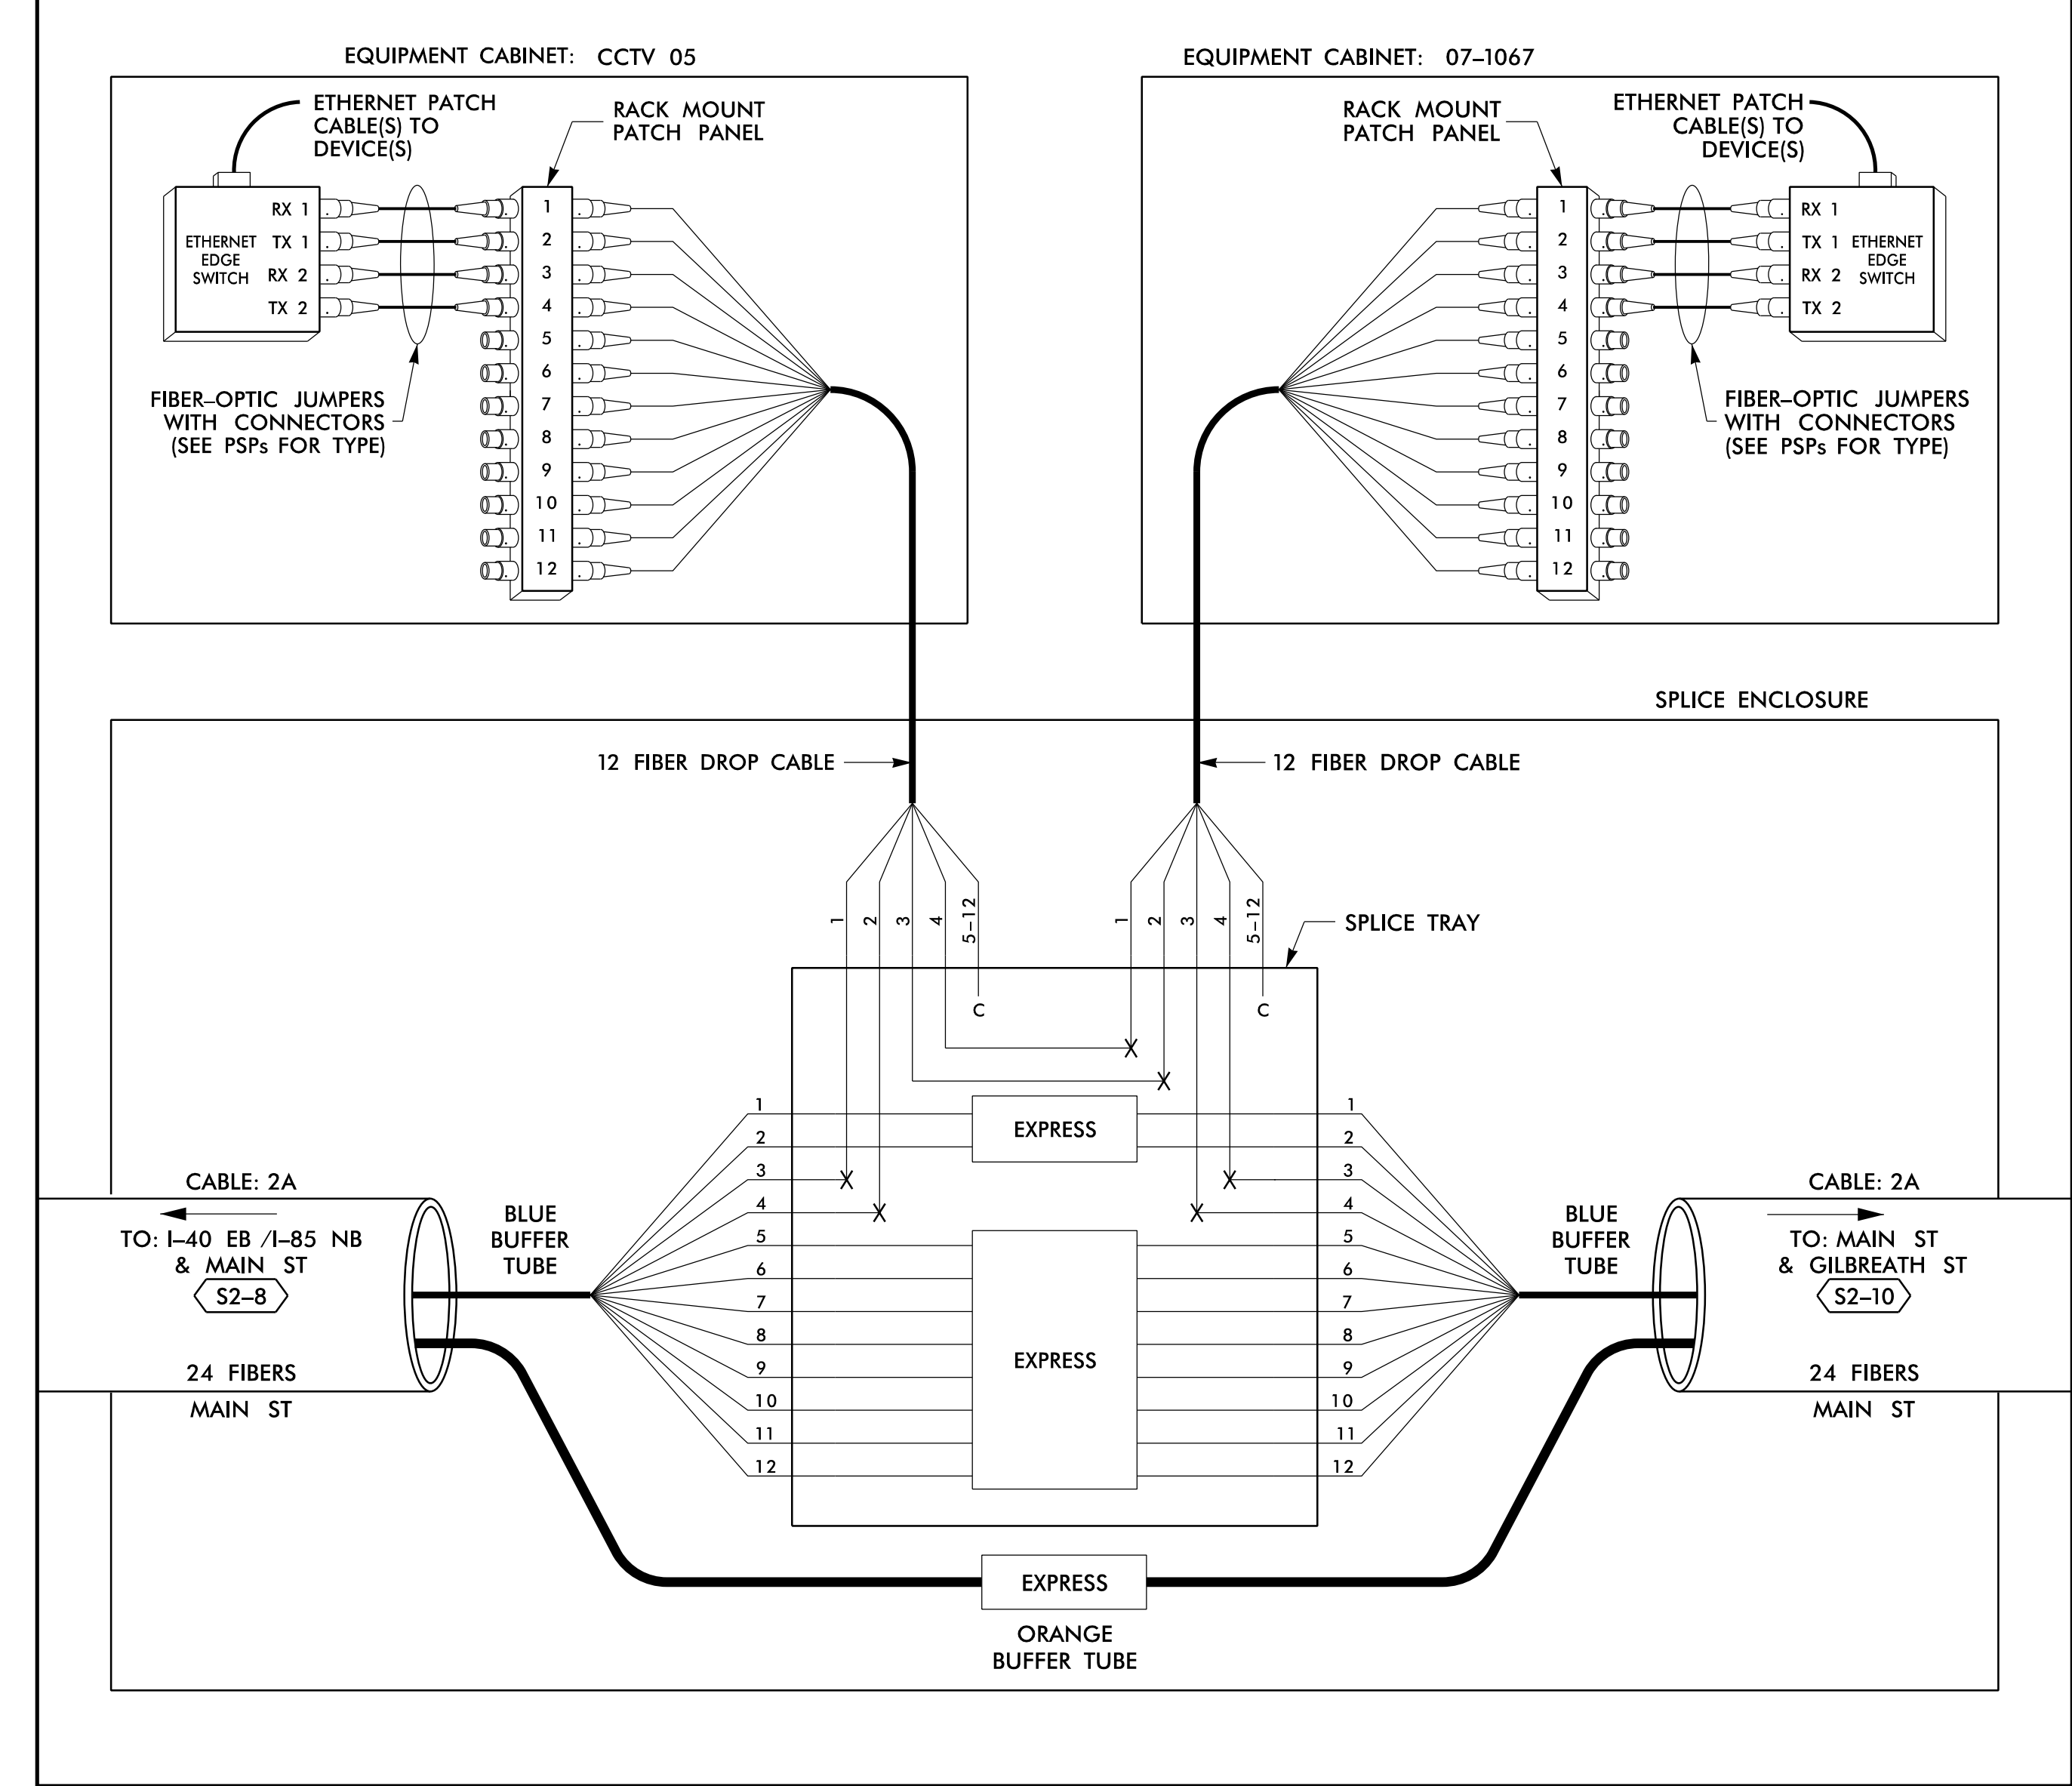 EQUIPMENT CABINET: CCTV 05
ETHERNET PATCH
CABLE(S) TO
DEVICE(S)
RACK MOUNT
PATCH PANEL
ETHERNET
EDGE
SWITCH
RX 1
TX 1
RX 2
TX 2
1
2
3
4
5
6
7
8
9
10
11
12
FIBER–OPTIC JUMPERS
WITH CONNECTORS
(SEE PSPs FOR TYPE)
EQUIPMENT CABINET: 07–1067
RACK MOUNT
PATCH PANEL
ETHERNET PATCH
CABLE(S) TO
DEVICE(S)
1
2
3
4
5
6
7
8
9
10
11
12
RX 1
TX 1
RX 2
TX 2
ETHERNET
EDGE
SWITCH
FIBER–OPTIC JUMPERS
WITH CONNECTORS
(SEE PSPs FOR TYPE)
SPLICE ENCLOSURE
12 FIBER DROP CABLE
12 FIBER DROP CABLE
1
2
3
4
5–12
1
2
3
4
5–12
SPLICE TRAY
C
C
1
2
3
4
5
6
7
8
9
10
11
12
EXPRESS
EXPRESS
1
2
3
4
5
6
7
8
9
10
11
12
CABLE: 2A
TO: I–40 EB /I–85 NB
& MAIN ST
S2–8
24 FIBERS
MAIN ST
BLUE
BUFFER
TUBE
BLUE
BUFFER
TUBE
CABLE: 2A
TO: MAIN ST
& GILBREATH ST
S2–10
24 FIBERS
MAIN ST
EXPRESS
ORANGE
BUFFER TUBE